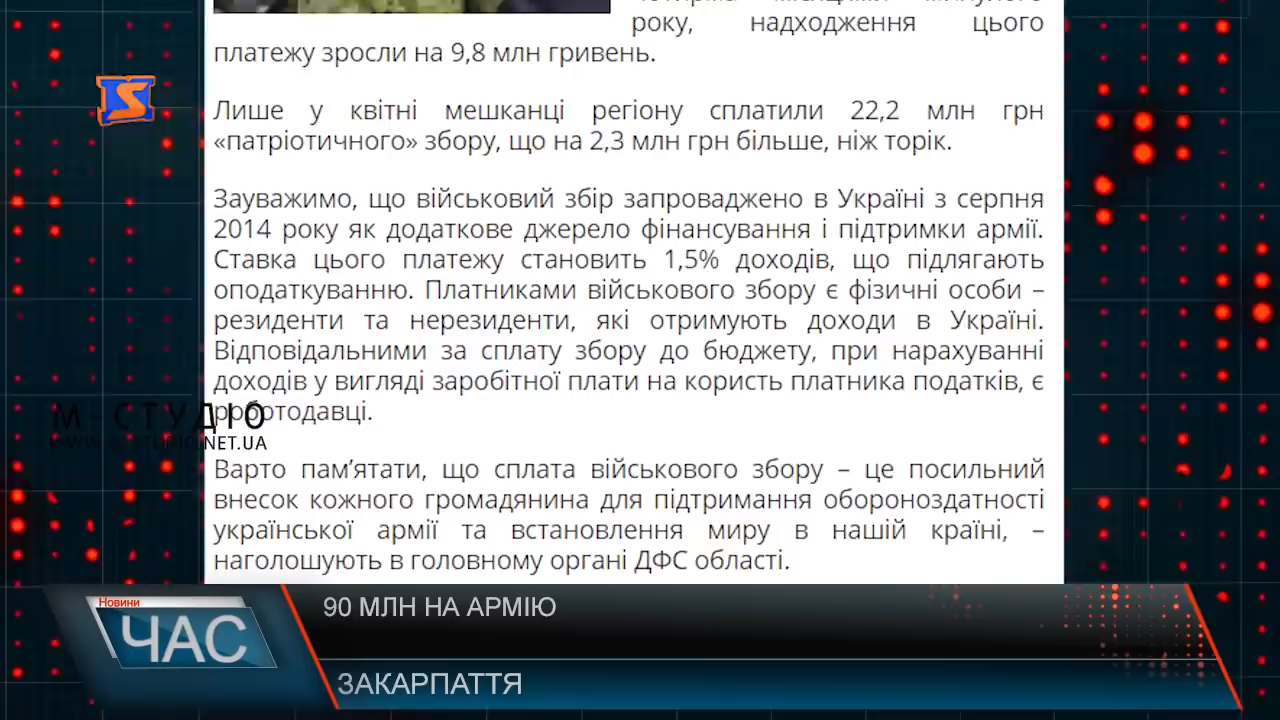 року, надходження цього
платежу зросли на 9,8 млн гривень.
Лише у квітні мешканці регіону сплатили 22,2 млн грн
«патріотичного» збору, що на 2,3 млн грн більше, ніж торік.
Зауважимо, що військовий збір запроваджено в Україні з серпня
2014 року як додаткове джерело фінансування і підтримки армії.
Ставка цього платежу становить 1,5% доходів, що підлягають
оподаткуванню. Платниками військового збору є фізичні особи –
резиденти та нерезиденти, які отримують доходи в Україні.
Відповідальними за сплату збору до бюджету, при нарахуванні
доходів у вигляді заробітної плати на користь платника податків, є
роботодавці.
М-СТУДІО
Варто пам’ятати, що сплата військового збору – це посильний
внесок кожного громадянина для підтримання обороноздатності
української армії та встановлення миру в нашій країні, –
наголошують в головному органі ДФС області.
Новини
ЧАС
90 МЛН НА АРМІЮ
ЗАКАРПАТТЯ